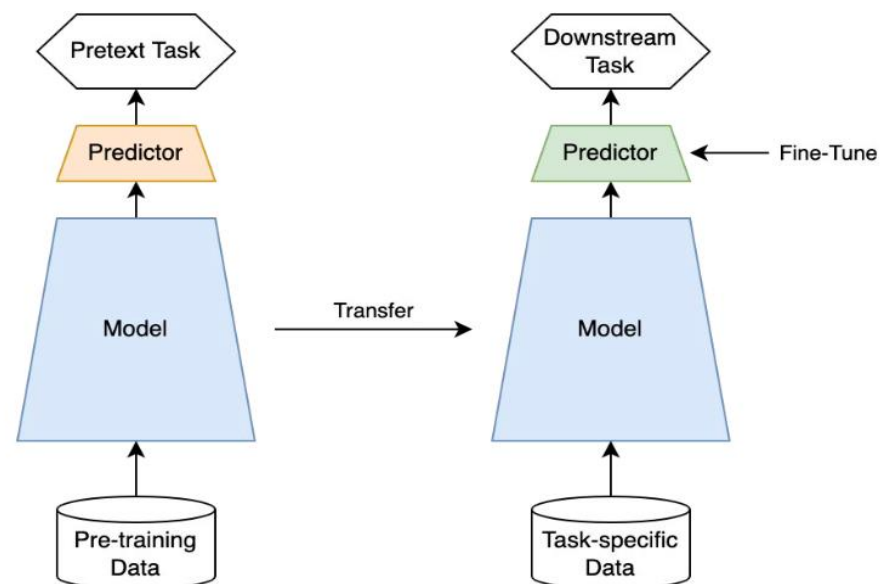 Pretext Task
Predictor
Model
Pre-training
Data
Transfer
Downstream
Task
Predictor
Fine-Tune
Model
Task-specific
Data